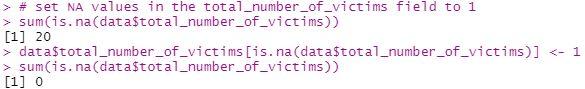 > # set NA values in the total_number_of_victims field to 1
> sum(is.na(data$total_number_of_victims))
[1] 20
> data$total_number_of_victims[is.na(data$total_number_of_victims)] <- 1
> sum(is.na(data$total_number_of_victims))
[1] 0